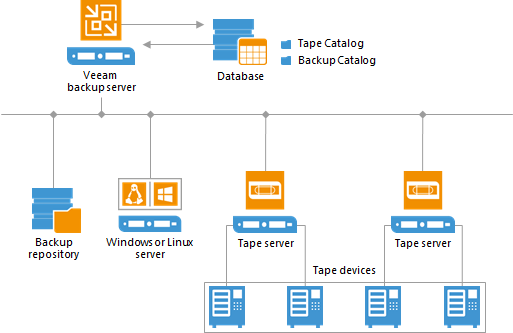 Veeam
backup server
Database
Tape Catalog
Backup Catalog
Backup
repository
Windows or Linux
server
Tape server
Tape server
Tape devices